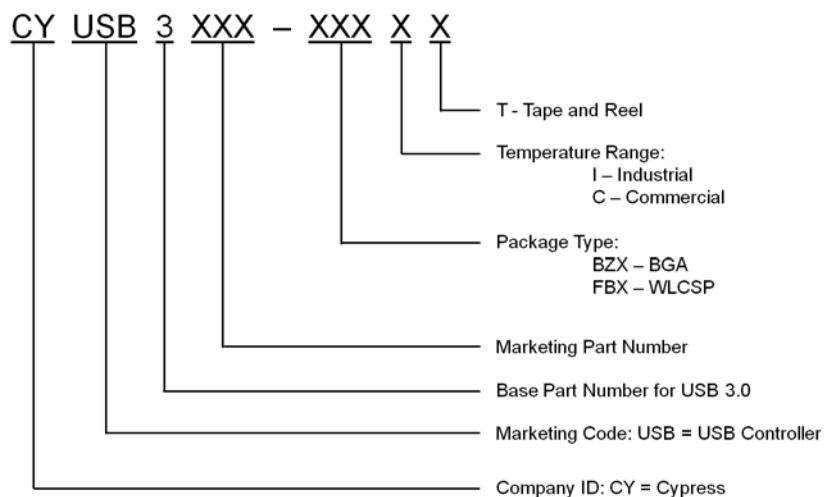 CY USB 3 XXX – XXX X X
T - Tape and Reel
Temperature Range:
I – Industrial
C – Commercial
Package Type:
BZX – BGA
FBX – WLCSP
Marketing Part Number
Base Part Number for USB 3.0
Marketing Code: USB = USB Controller
Company ID: CY = Cypress